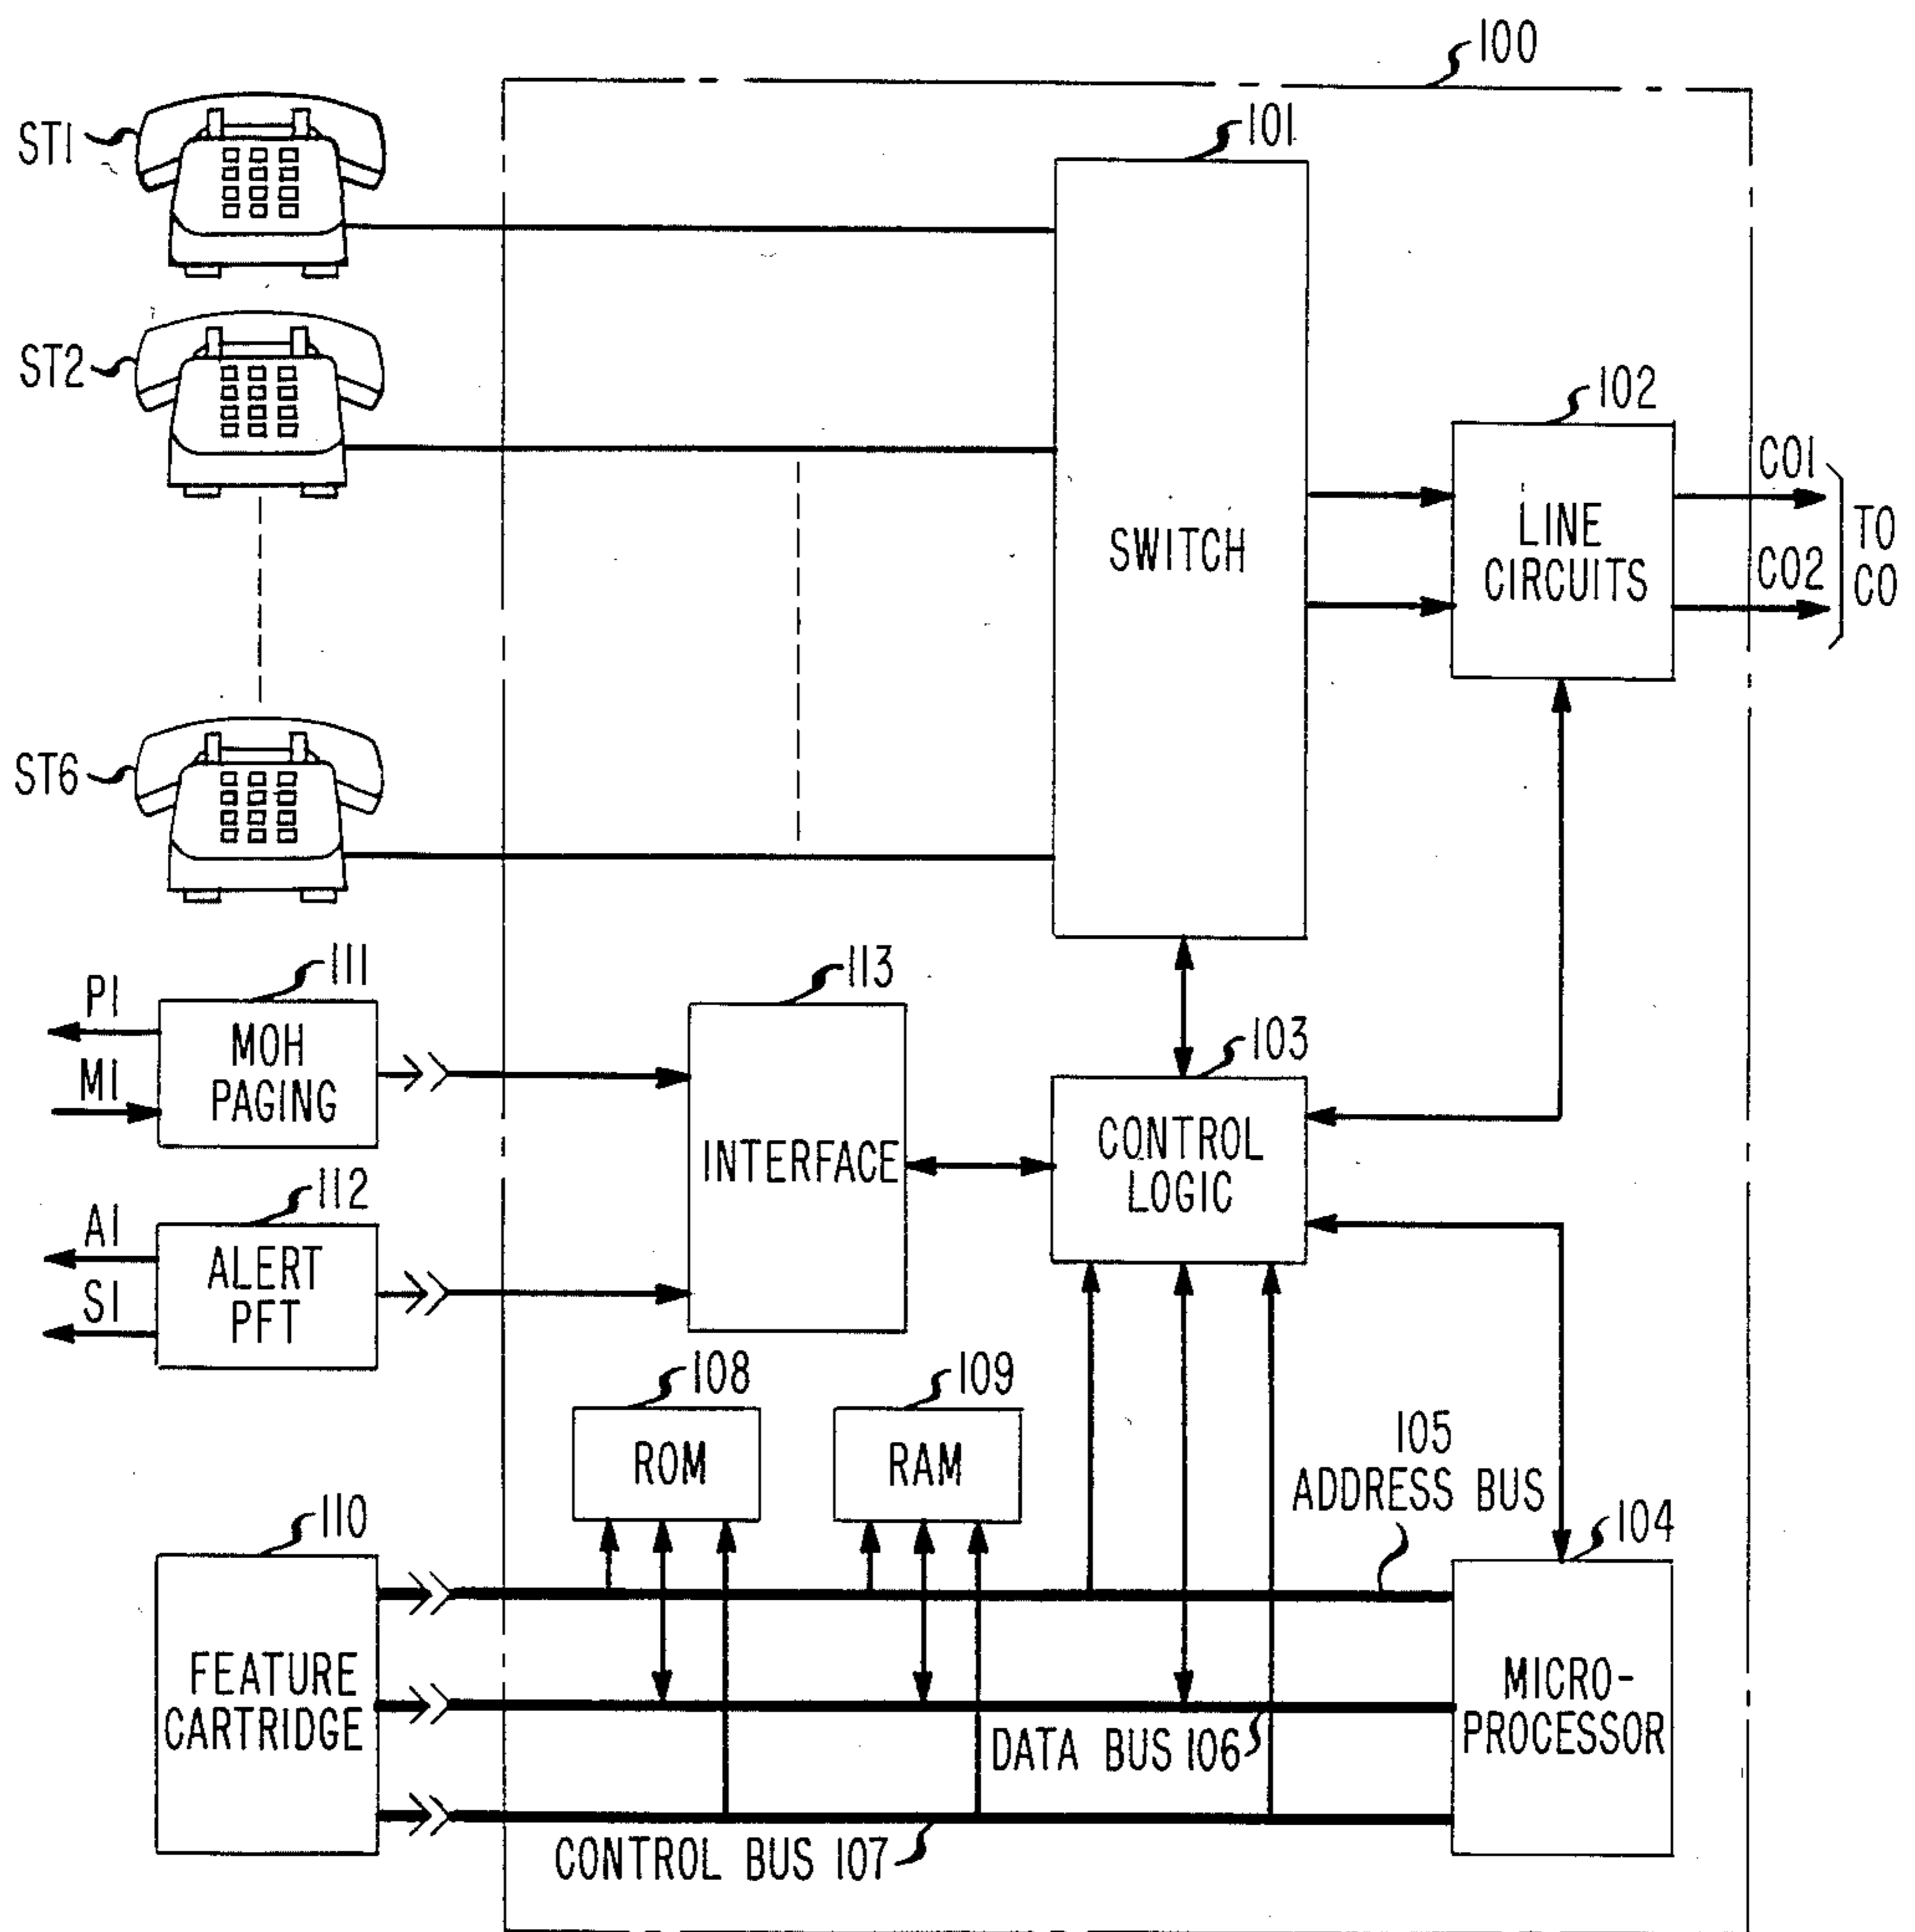 100
ST1
101
ST2
102
CO1
LINE
CIRCUITS
TO
CO
CO2
SWITCH
ST6
111
113
P1
MOH
PAGING
M1
103
INTERFACE
CONTROL
LOGIC
112
A1
ALERT
PFT
S1
108
109
ROM
RAM
105
ADDRESS BUS
110
104
FEATURE
CARTRIDGE
MICRO-
PROCESSOR
DATA BUS 106
CONTROL BUS 107